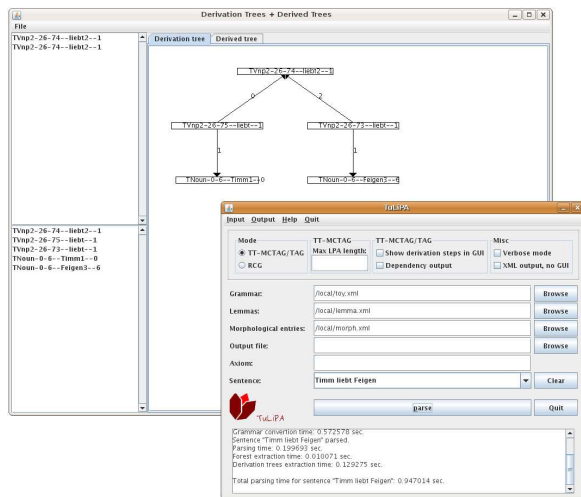 Derivation Trees + Derived Trees
File
TVnp2-26-74--liebt2--1
TVnp2-26-74--liebt2--1
Derivation tree Derived tree
TVnp2-26-74--liebt2--1
0 2
TVnp2-26-75--liebt--1 TVnp2-26-73--liebt--1
1 1
TNoun-0-6--Timm1--0 TNoun-0-6--Feigen3--6
TVnp2-26-74--liebt2--1
TVnp2-26-75--liebt--1
TVnp2-26-73--liebt--1
TNoun-0-6--Timm1--0
TNoun-0-6--Feigen3--6
TuLiPA
Input Output Help Quit
Mode TT-MCTAG TT-MCTAG/TAG Misc
TT-MCTAG/TAG Max LPA length: Show derivation steps in GUI Verbose mode
RCG Dependency output XML output, no GUI
Grammar: /local/toy.xml Browse
Lemmas: /local/lemma.xml Browse
Morphological entries: /local/morph.xml Browse
Output file: Browse
Axiom:
Sentence: Timm liebt Feigen Clear
TuLiPA parse Quit
Grammar convertion time: 0.572578 sec.
Sentence "Timm liebt Feigen" parsed.
Parsing time: 0.199693 sec.
Forest extraction time: 0.010071 sec.
Derivation trees extraction time: 0.129275 sec.
Total parsing time for sentence "Timm liebt Feigen": 0.947014 sec.